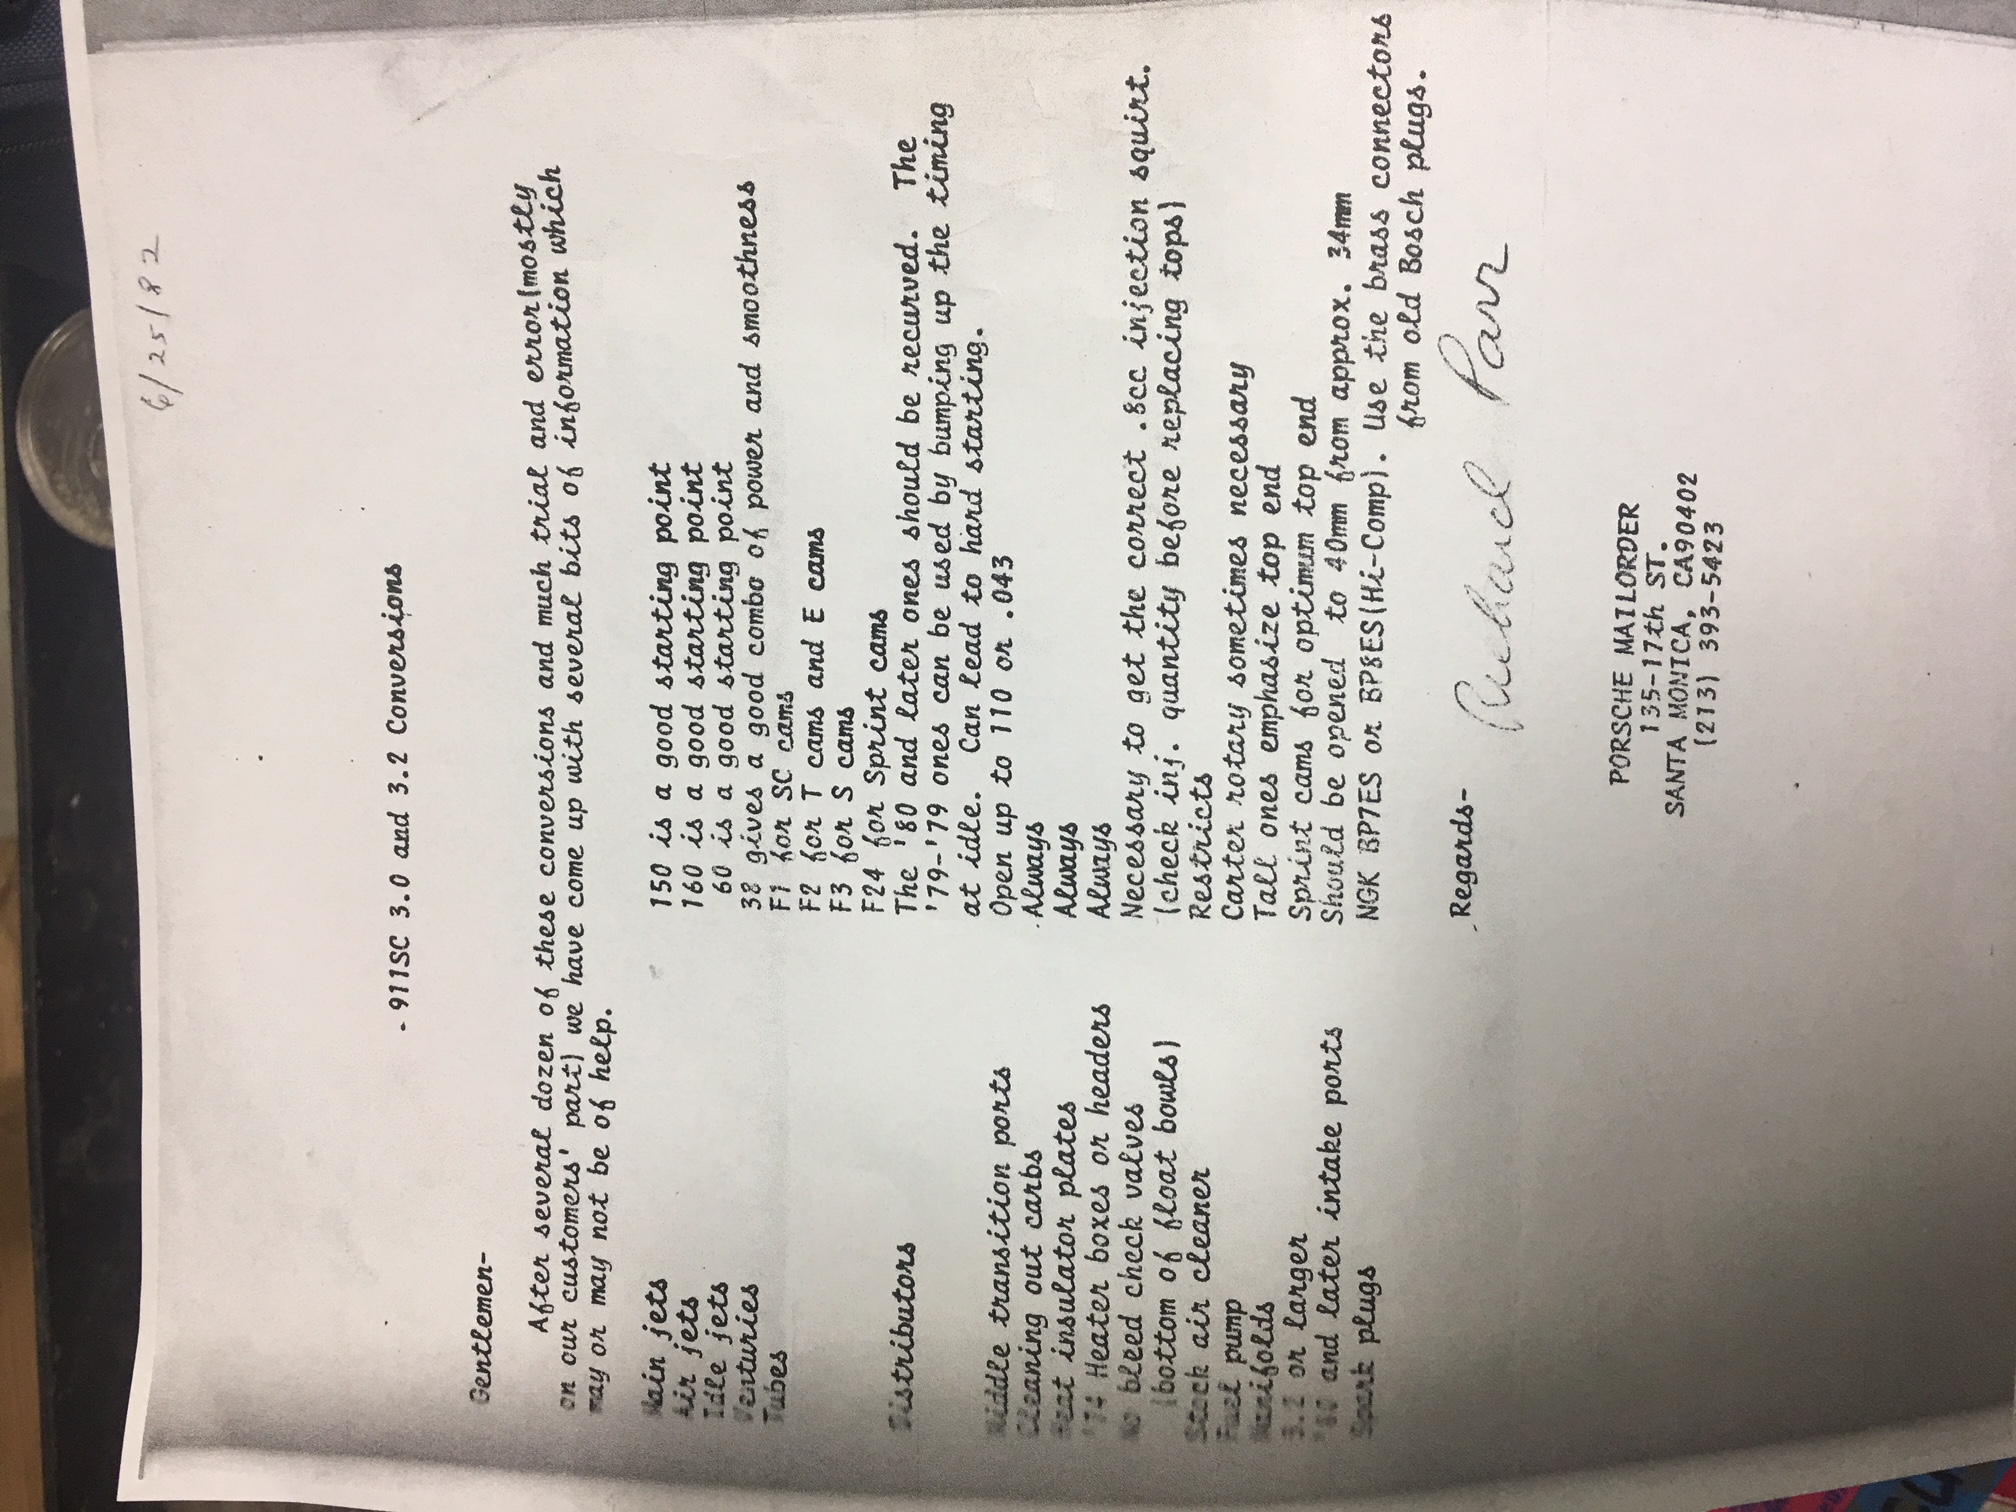 6/25/82
- 911SC 3.0 and 3.2 Conversions
Gentlemen-
After several dozen of these conversions and much trial and error(mostly
on our customers' part) we have come up with several bits of information which
may or may not be of help.
Main jets 150 is a good starting point
Air jets 160 is a good starting point
Idle jets 60 is a good starting point
Venturies 38 gives a good combo of power and smoothness
Tubes F1 for SC cams
F2 for T cams and E cams
F3 for S cams
F24 for Sprint cams
Distributors The '80 and later ones should be recurved. The
'79-'79 ones can be used by bumping up the timing
at idle. Can lead to hard starting.
Middle transition ports Open up to 110 or .043
Cleaning out carbs Always
Heat insulator plates Always
'74 Heater boxes or headers Always
No bleed check valves Necessary to get the correct .8cc injection squirt.
(bottom of float bowls) (check inj. quantity before replacing tops)
Stock air cleaner Restricts
Fuel pump Carter rotary sometimes necessary
Manifolds Tall ones emphasize top end
3.2 or larger Sprint cams for optimum top end
'80 and later intake ports Should be opened to 40mm from approx. 34mm
Spark plugs NGK BP7ES or BP8ES(Hi-Comp). Use the brass connectors
from old Bosch plugs.
Regards-
Richard Parr
PORSCHE MAILORDER
135-17th ST.
SANTA MONICA, CA90402
(213) 393-5423